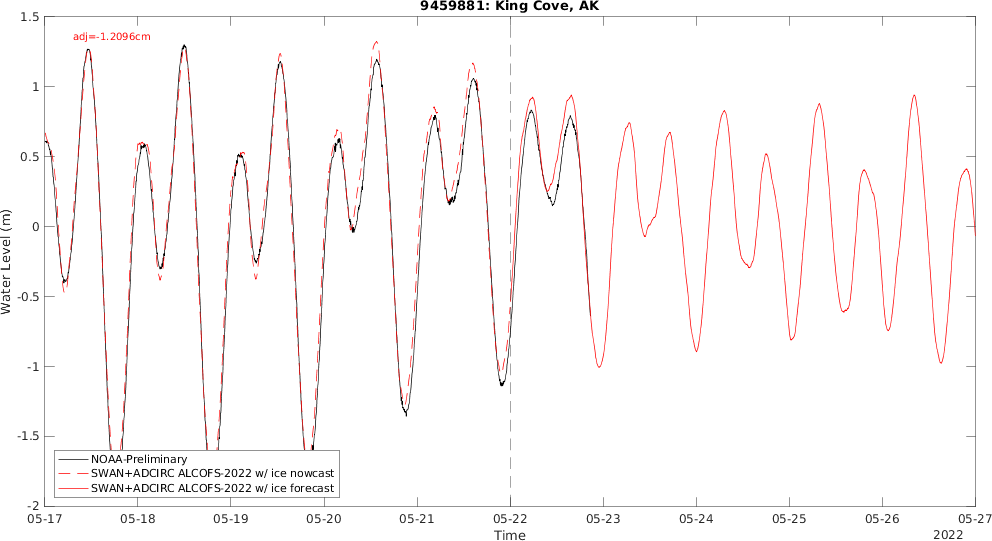 9459881: King Cove, AK
adj=-1.2096cm
Water Level (m)
1.5
1
0.5
0
-0.5
-1
-1.5
-2
NOAA-Preliminary
SWAN+ADCIRC ALCOFS-2022 w/ ice nowcast
SWAN+ADCIRC ALCOFS-2022 w/ ice forecast
05-17 05-18 05-19 05-20 05-21 05-22 05-23 05-24 05-25 05-26 05-27
Time
2022